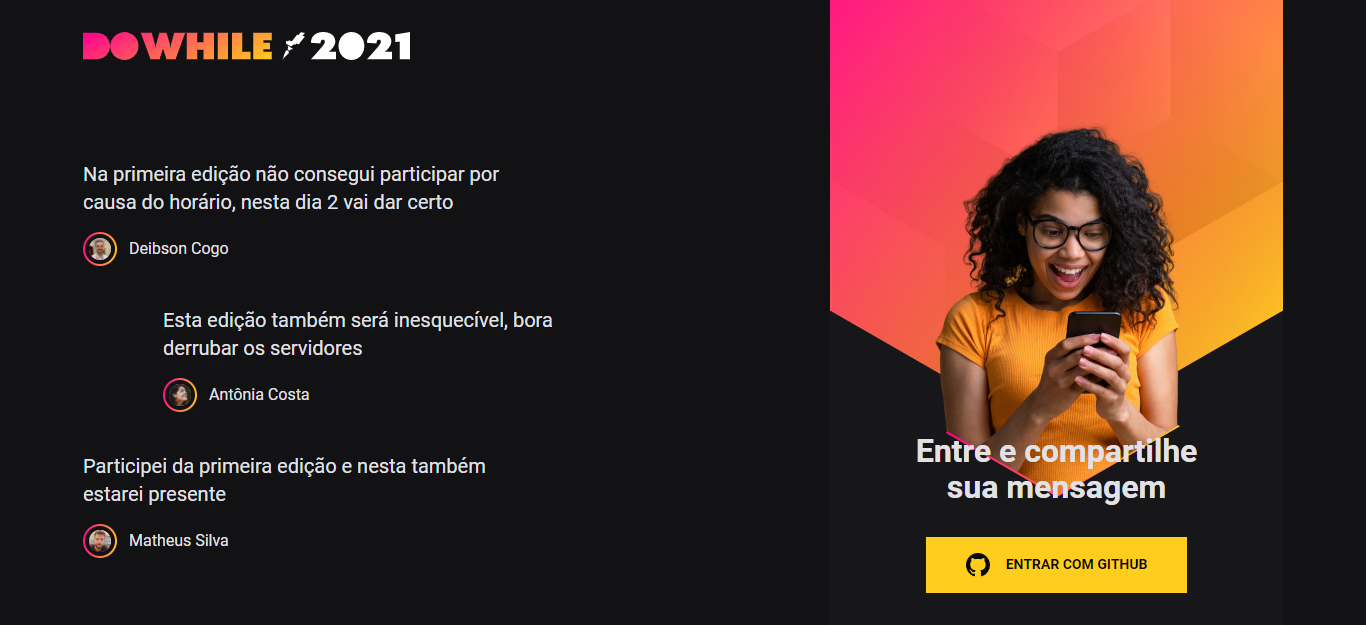 DOWHILE 2021
Na primeira edição não consegui participar por
causa do horário, nesta dia 2 vai dar certo
Deibson Cogo
Esta edição também será inesquecível, bora
derrubar os servidores
Antônia Costa
Participei da primeira edição e nesta também
estarei presente
Matheus Silva
Entre e compartilhe
sua mensagem
ENTRAR COM GITHUB